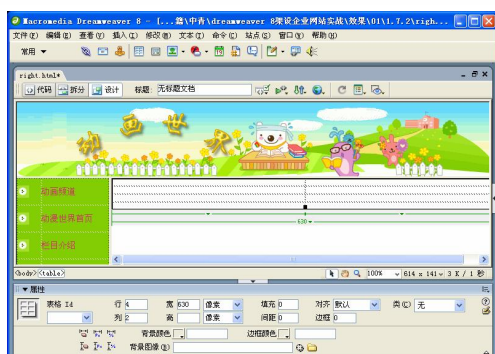 Macromedia Dreamweaver 8 - [...籍\中青\dreamweaver 8架设企业网站实战\效果\01\1.7.2\righ...
文件(F) 编辑(E) 查看(V) 插入(I) 修改(M) 文本(T) 命令(C) 站点(S) 窗口(W) 帮助(H)
常用
right.html*
代码 拆分 设计 标题: 无标题文档
动画世界
动画频道
动漫世界首页
630
栏目介绍
<body><table> 100% 614 x 141 3 K / 1 秒
属性
表格 Id 行 4 宽 630 像素 填充 0 对齐 默认 类(C) 无
列 2 高 像素 间距 0 边框 0
背景颜色 边框颜色
背景图像(B)